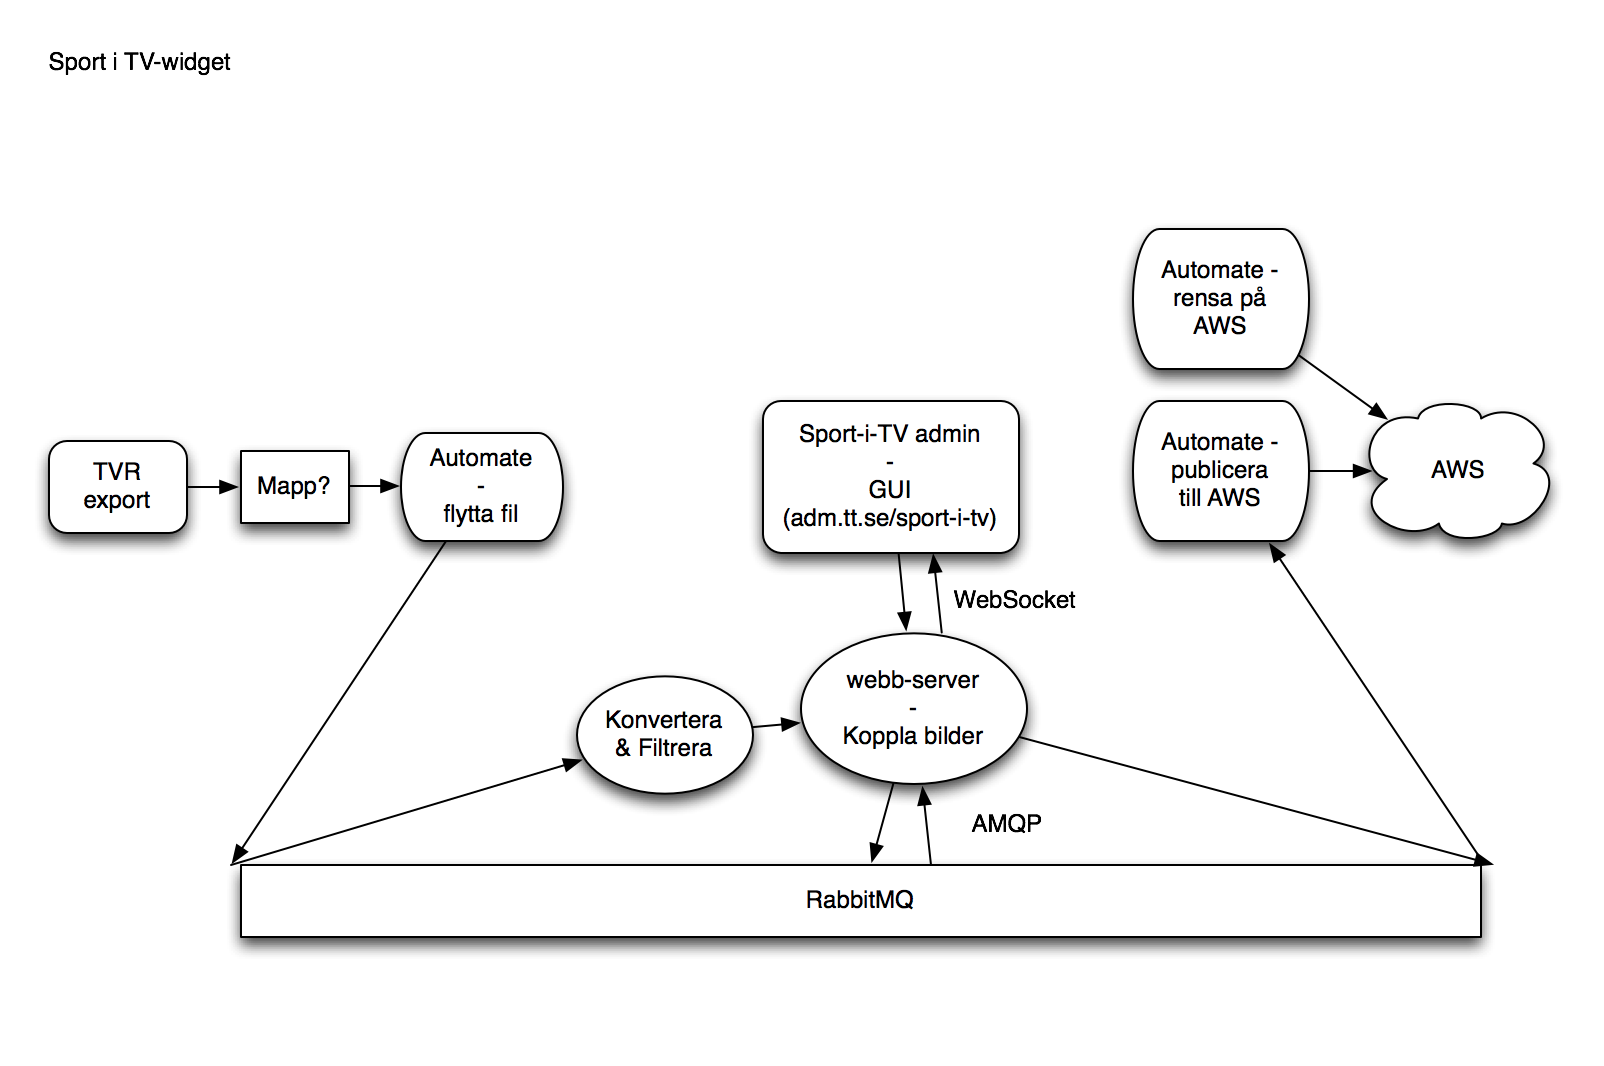 Sport i TV-widget
Automate -
rensa på
AWS
TVR
export
Mapp?
Automate
-
flytta fil
Sport-i-TV admin
-
GUI
(adm.tt.se/sport-i-tv)
Automate -
publicera
till AWS
AWS
WebSocket
Konvertera
& Filtrera
webb-server
-
Koppla bilder
AMQP
RabbitMQ